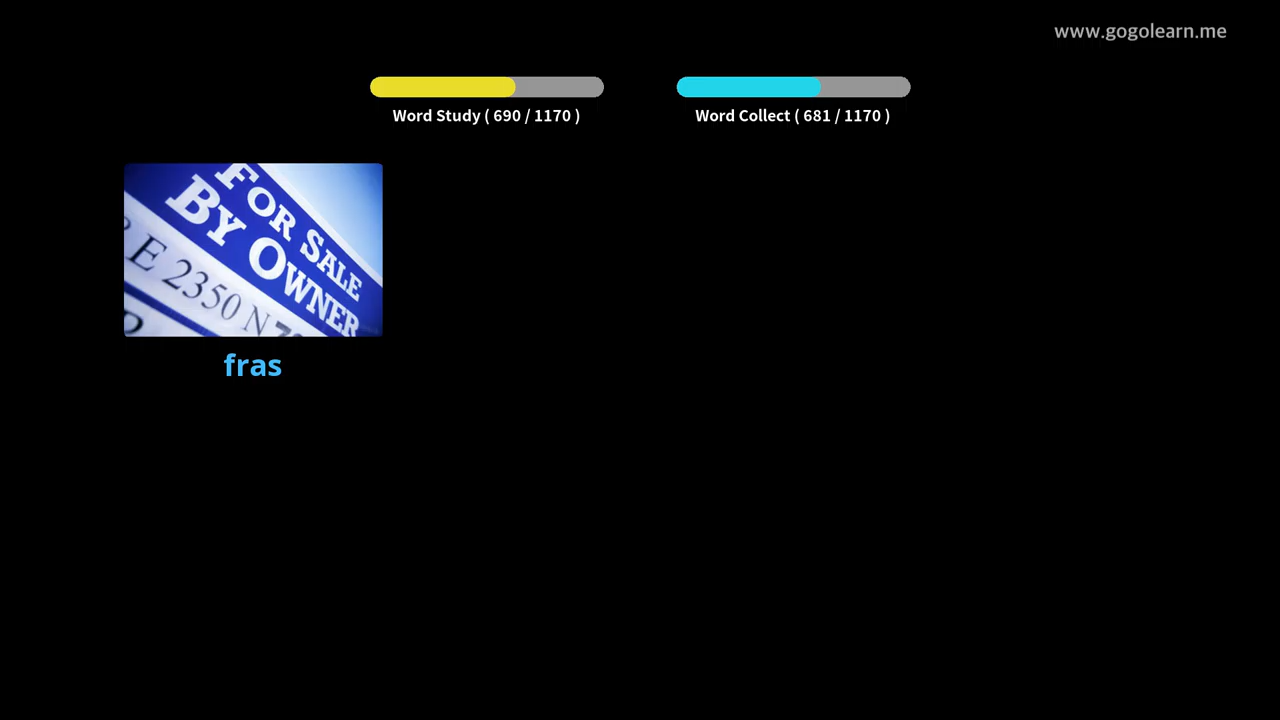 www.gogolearn.me
Word Study ( 690 / 1170 )
Word Collect ( 681 / 1170 )
FOR SALE
BY OWNER
E 2350 N
fras